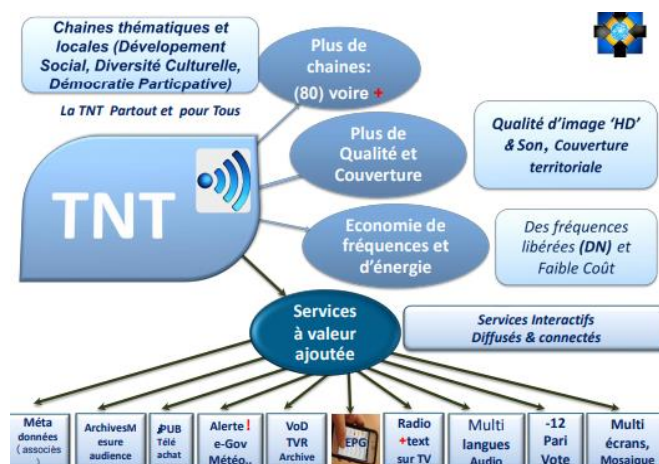 Chaines thématiques et
locales (Dévelopement
Social, Diversité Culturelle,
Démocratie Particpative)
La TNT Partout et pour Tous
TNT
Plus de
chaines:
(80) voire +
Plus de
Qualité et
Couverture
Qualité d'image 'HD'
& Son, Couverture
territoriale
Economie de
fréquences et
d'énergie
Des fréquences
libérées (DN) et
Faible Coût
Services
à valeur
ajoutée
Services Interactifs
Diffusés & connectés
Méta
données
( associés
)
ArchivesM
esure
audience
PUB
Télé
achat
Alerte !
e-Gov
Météo..
VoD
TVR
Archive
EPG
Radio
+text
sur TV
Multi
langues
Audio
-12
Pari
Vote
Multi
écrans,
Mosaique